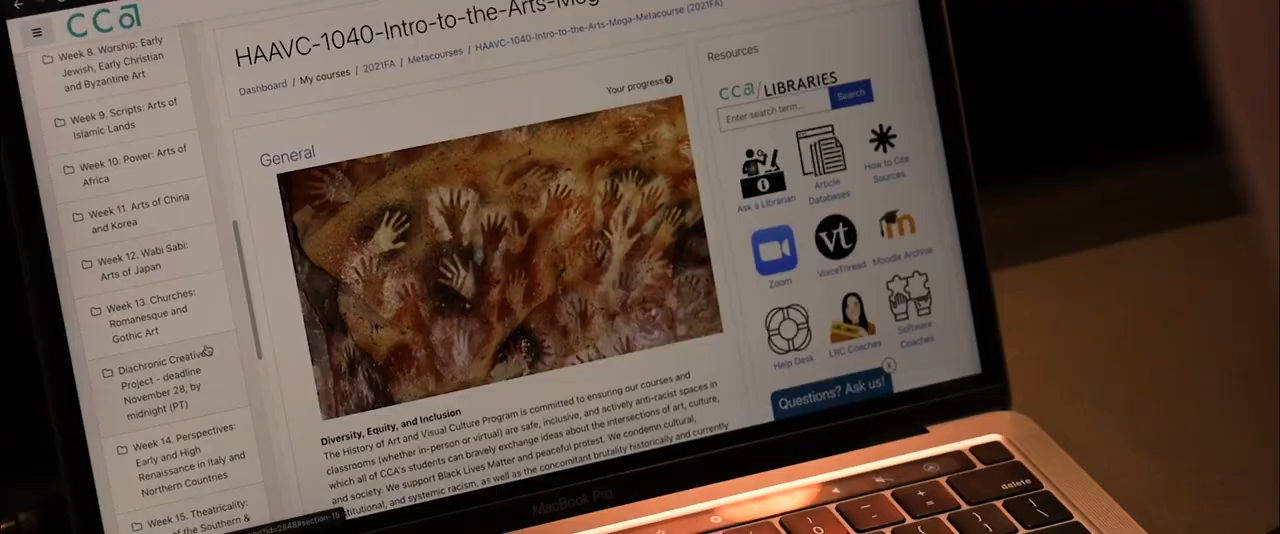 cca
Week 8. Worship: Early
Jewish, Early Christian
and Byzantine Art
Week 9. Scripts: Arts of
Islamic Lands
Week 10. Power: Arts of
Africa
Week 11. Arts of China
and Korea
Week 12. Wabi Sabi:
Arts of Japan
Week 13. Churches:
Romanesque and
Gothic Art
Diachronic Creative
Project - deadline
November 28, by
midnight (PT)
Week 14. Perspectives:
Early and High
Renaissance in Italy and
Northern Countries
Week 15. Theatricality:
of the Southern &
HAAVC-1040-Intro-to-the-Arts-Mega-Metacourse (2021FA)
Dashboard / My courses / 2021FA / Metacourses / HAAVC-1040-Intro-to-the-Arts-Mega-Metacourse (2021FA)
Your progress
General
Diversity, Equity, and Inclusion
The History of Art and Visual Culture Program is committed to ensuring our courses and
classrooms (whether in-person or virtual) are safe, inclusive, and actively anti-racist spaces in
which all of CCA's students can bravely exchange ideas about the intersections of art, culture,
and society. We support Black Lives Matter and peaceful protest. We condemn cultural,
institutional, and systemic racism, as well as the concomitant brutality historically and currently
Resources
cca/LIBRARIES
Enter search term... Search
Ask a Librarian
Article
Databases
How to Cite
Sources
Zoom
vt
VoiceThread
Moodle Archive
Help Desk
LRC Coaches
Software
Coaches
Questions? Ask us!
MacBook Pro
delete